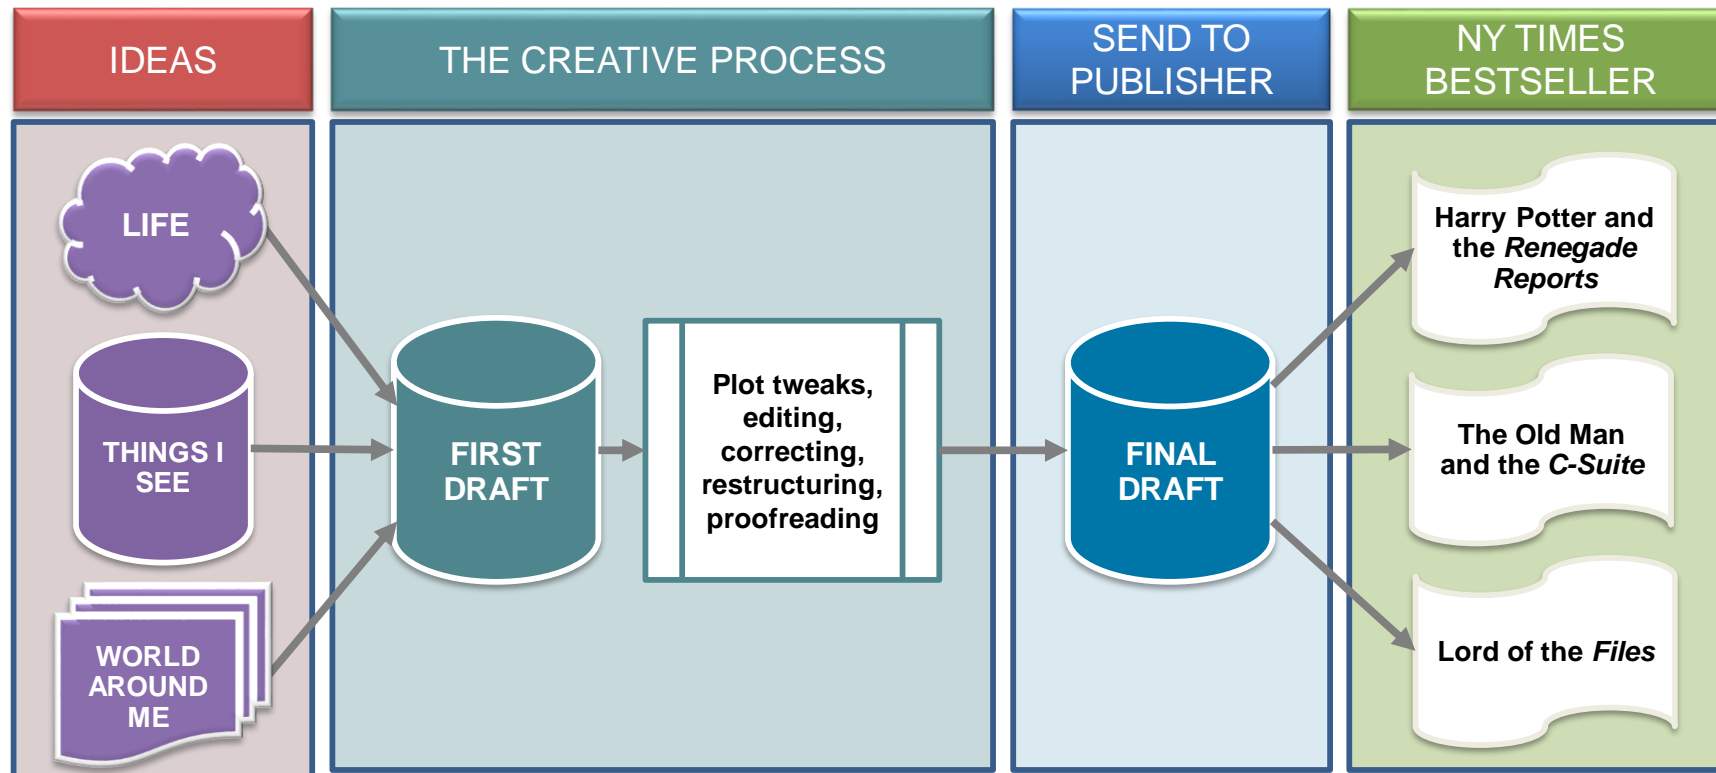 IDEAS
THE CREATIVE PROCESS
SEND TO
PUBLISHER
NY TIMES
BESTSELLER
LIFE
THINGS I
SEE
WORLD
AROUND
ME
FIRST
DRAFT
Plot tweaks,
editing,
correcting,
restructuring,
proofreading
FINAL
DRAFT
Harry Potter and
the Renegade
Reports
The Old Man
and the C-Suite
Lord of the Files